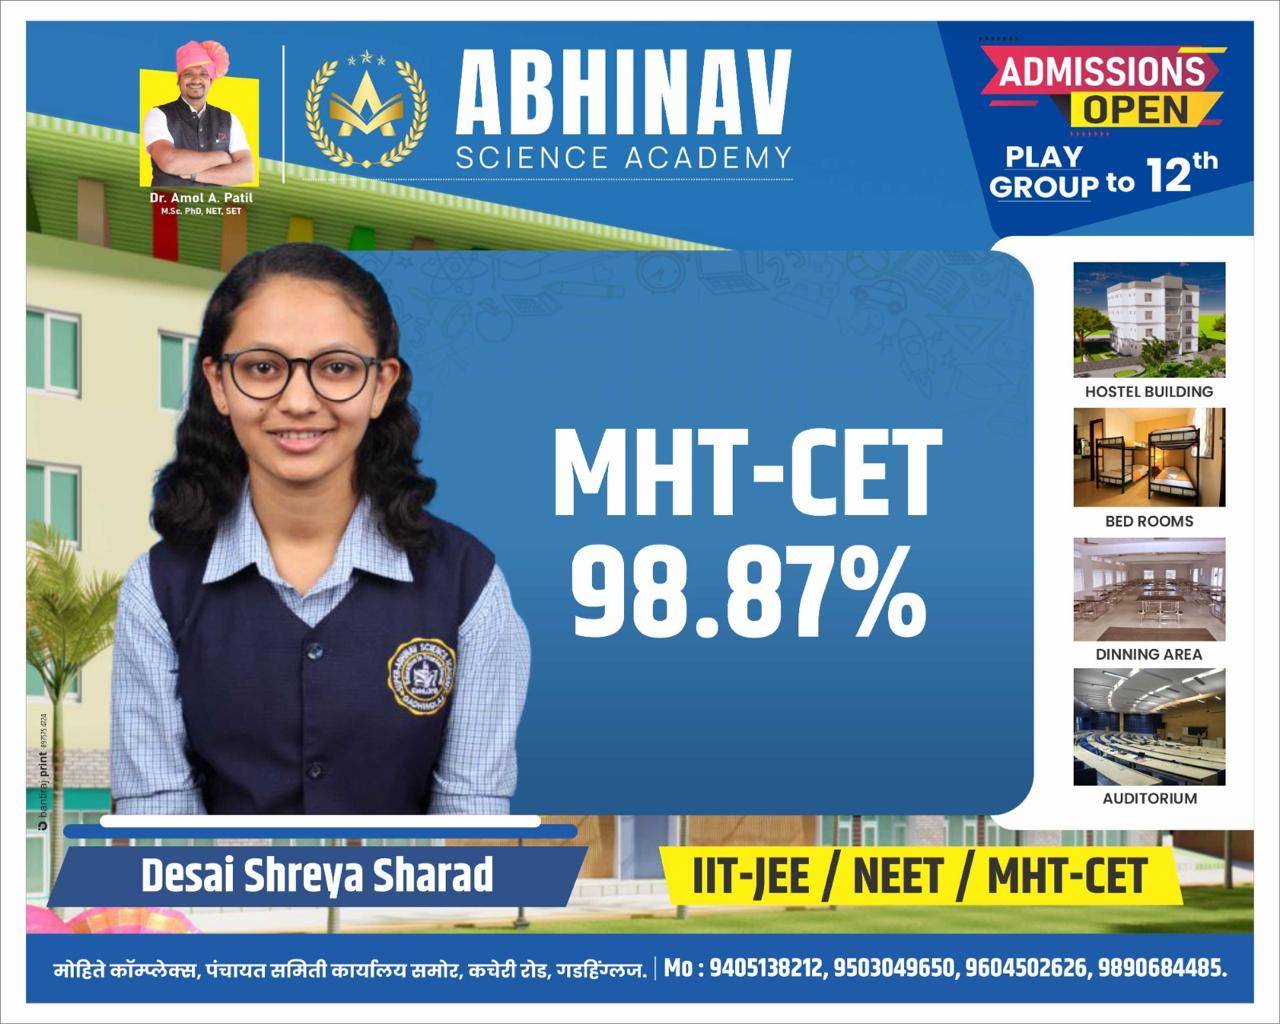 ABHINAV
SCIENCE ACADEMY
Dr. Amol A. Patil
M.Sc. PhD, NET, SET
ADMISSIONS
OPEN
PLAY
GROUP to 12th
MHT-CET
98.87%
HOSTEL BUILDING
BED ROOMS
DINNING AREA
AUDITORIUM
bantiraj print
Desai Shreya Sharad
IIT-JEE / NEET / MHT-CET
मोहिते कॉम्प्लेक्स, पंचायत समिती कार्यालय समोर, कचेरी रोड, गडहिंग्लज. | Mo : 9405138212, 9503049650, 9604502626, 9890684485.